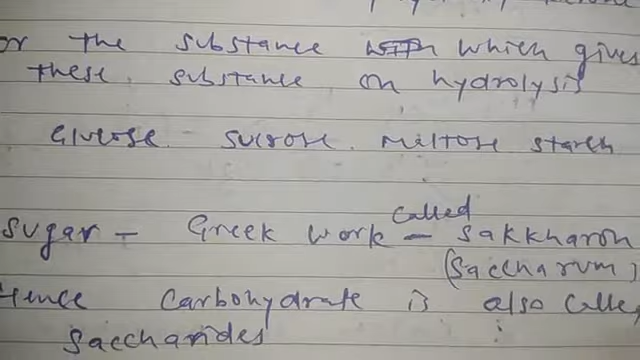 or the substance which gives
these substance on hydrolysis
Glucose. Sucrose. Maltose starch
Sugar – Greek work – called Sakkharon
(Saccharum)
Hence Carbohydrate is also calle
Saccharides